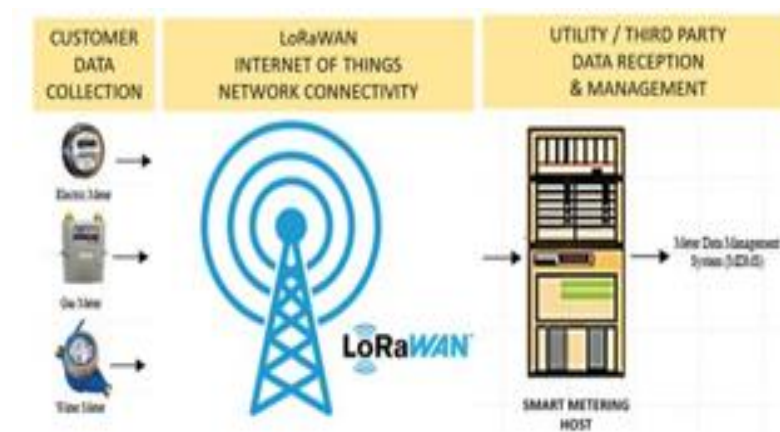 CUSTOMER
DATA
COLLECTION
LoRaWAN
INTERNET OF THINGS
NETWORK CONNECTIVITY
UTILITY / THIRD PARTY
DATA RECEPTION
& MANAGEMENT
Electric Meter
Gas Meter
Water Meter
LoRaWAN
Meter Data Management
System (MDMS)
SMART METERING
HOST